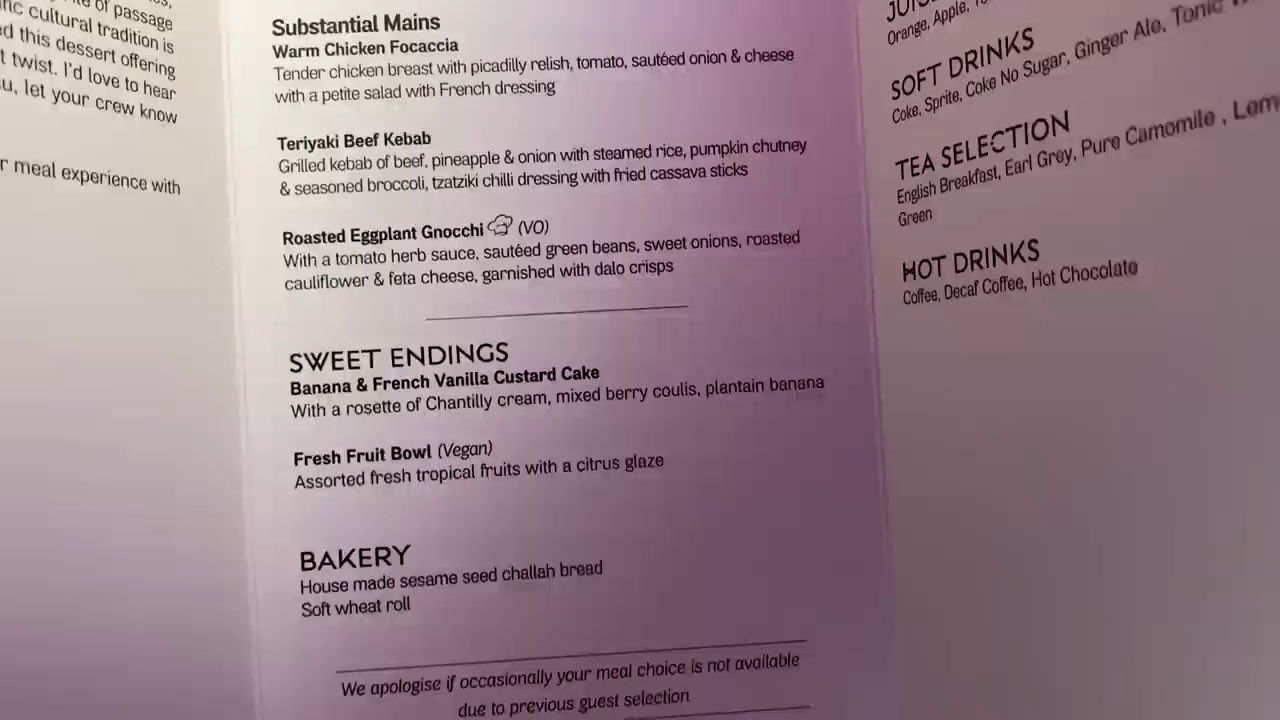 of passage
cultural tradition is
this dessert offering
twist. I'd love to hear
let your crew know
meal experience with
Substantial Mains
Warm Chicken Focaccia
Tender chicken breast with picadilly relish, tomato, sautéed onion & cheese
with a petite salad with French dressing
Teriyaki Beef Kebab
Grilled kebab of beef, pineapple & onion with steamed rice, pumpkin chutney
& seasoned broccoli, tzatziki chilli dressing with fried cassava sticks
Roasted Eggplant Gnocchi (VO)
With a tomato herb sauce, sautéed green beans, sweet onions, roasted
cauliflower & feta cheese, garnished with dalo crisps
SWEET ENDINGS
Banana & French Vanilla Custard Cake
With a rosette of Chantilly cream, mixed berry coulis, plantain banana
Fresh Fruit Bowl (Vegan)
Assorted fresh tropical fruits with a citrus glaze
BAKERY
House made sesame seed challah bread
Soft wheat roll
We apologise if occasionally your meal choice is not available
due to previous guest selection
Orange, Apple,
SOFT DRINKS
Coke, Sprite, Coke No Sugar, Ginger Ale, Tonic
TEA SELECTION
English Breakfast, Earl Grey, Pure Camomile , Lem
Green
HOT DRINKS
Coffee, Decaf Coffee, Hot Chocolate